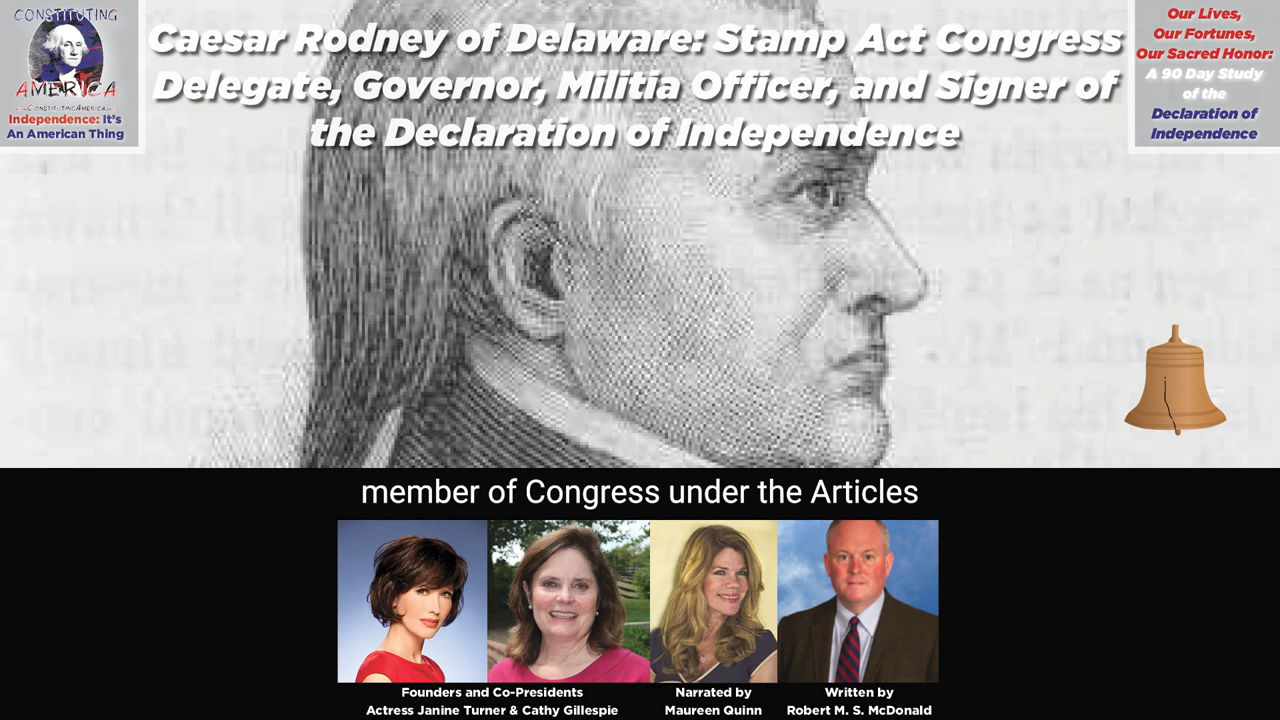 CONSTITUTING
AMERICA
CONSTITUTINGAMERICA.ORG
Independence: It's
An American Thing
Caesar Rodney of Delaware: Stamp Act Congress
Delegate, Governor, Militia Officer, and Signer of
the Declaration of Independence
Our Lives,
Our Fortunes,
Our Sacred Honor:
A 90 Day Study
of the
Declaration of
Independence
member of Congress under the Articles
Founders and Co-Presidents
Actress Janine Turner & Cathy Gillespie
Narrated by
Maureen Quinn
Written by
Robert M. S. McDonald